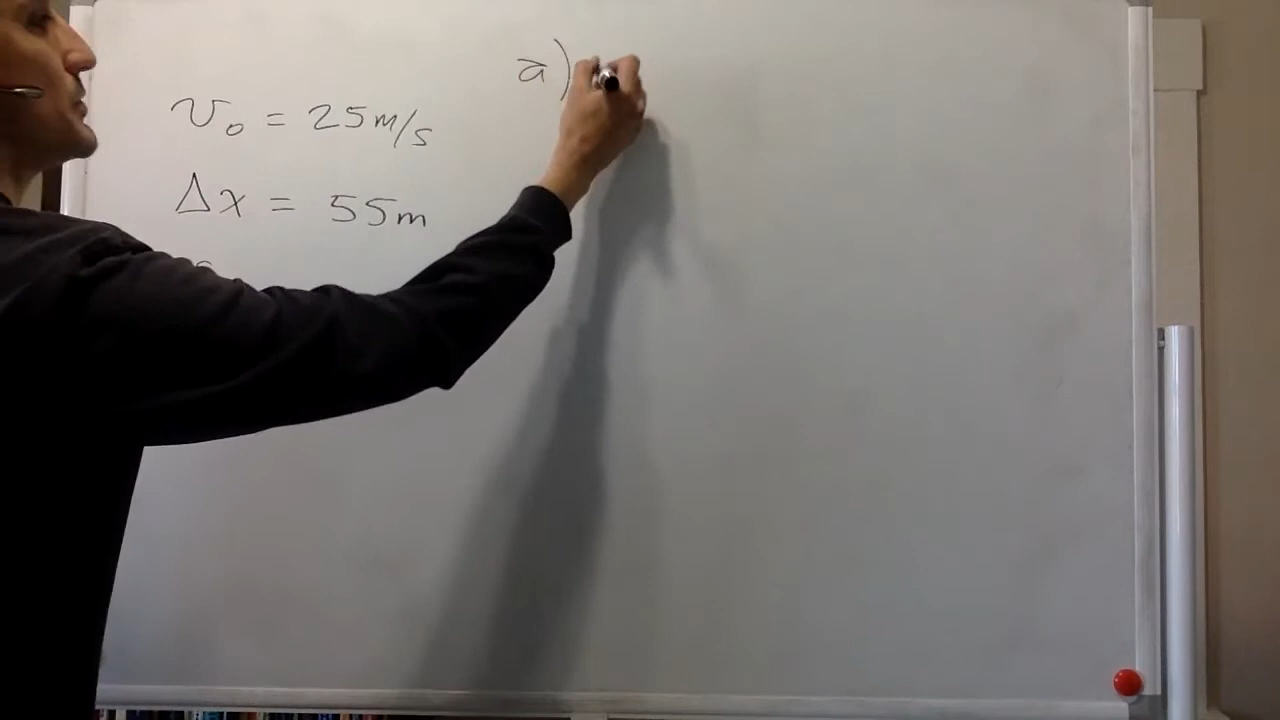 a)
v₀ = 25m/s
Δx = 55m